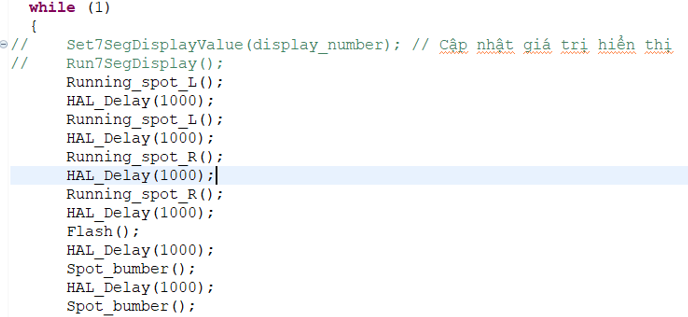 while (1)
{
//    Set7SegDisplayValue(display_number); // Cập nhật giá trị hiển thị
//    Run7SegDisplay();
Running_spot_L();
HAL_Delay(1000);
Running_spot_L();
HAL_Delay(1000);
Running_spot_R();
HAL_Delay(1000);
Running_spot_R();
HAL_Delay(1000);
Flash();
HAL_Delay(1000);
Spot_bumber();
HAL_Delay(1000);
Spot_bumber();